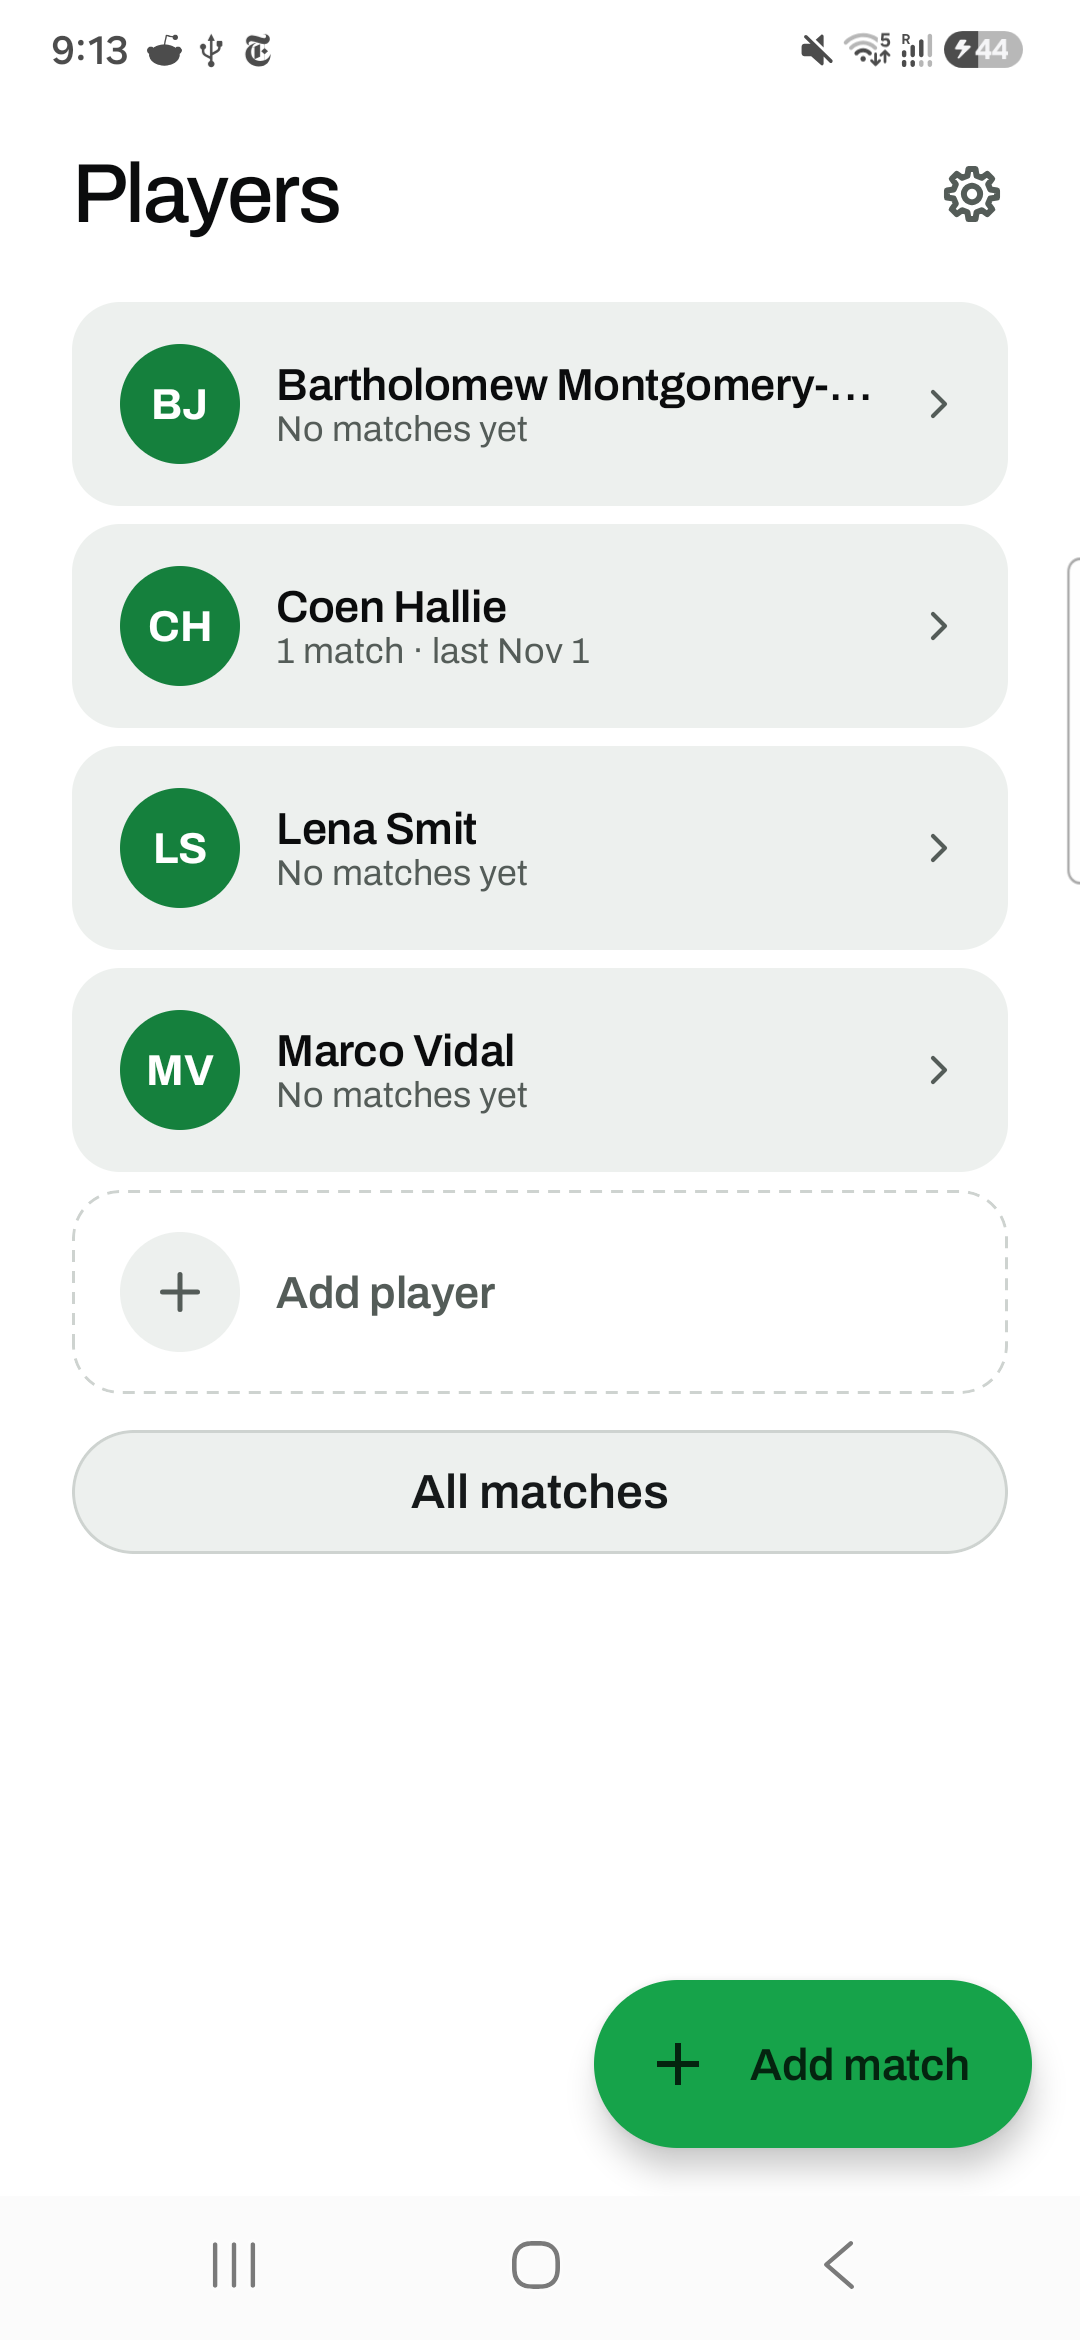 9:13
5
R
44
Players
BJ
Bartholomew Montgomery-...
No matches yet
CH
Coen Hallie
1 match · last Nov 1
LS
Lena Smit
No matches yet
MV
Marco Vidal
No matches yet
Add player
All matches
Add match